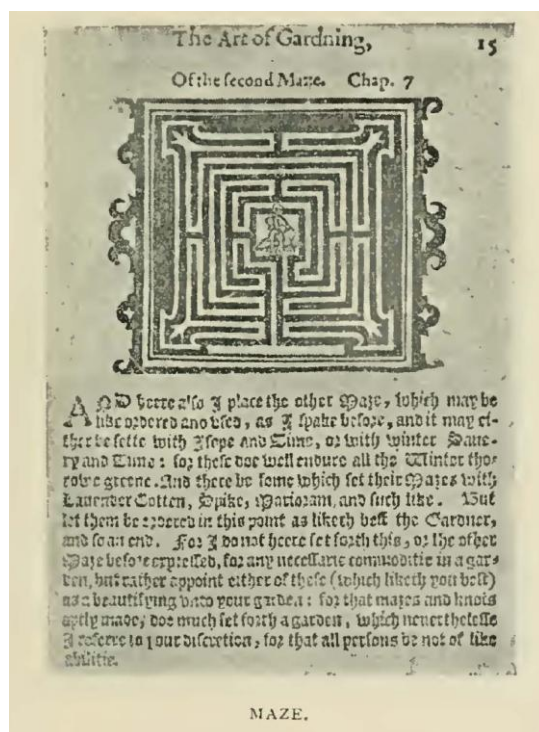 The Art of Gardning,
15
Of the second Maze. Chap. 7
AND heere also I place the other Maze, which may be
like ordered and vsed, as I spake before, and it may ei-
ther be sette with Isope and Time, or with winter Saue-
ry and Time: for these doe well endure all the Winter tho-
rowe greene. And there be some which set their Mazes with
Lauender Cotten, Spike, Marioram, and such like. But
let them be ordered in this point as liketh best the Gardner,
and so an end. For I do not heere set forth this, or the other
Maze before expressed, for any necessarie commoditie in a gar-
den, but rather appoint either of these (which liketh you best)
as a beautifying vnto your garden: for that mazes and knots
aptly made, doe much set forth a garden, which neuerthelesse
I referre to your discretion, for that all persons be not of like
abilitie.
MAZE.